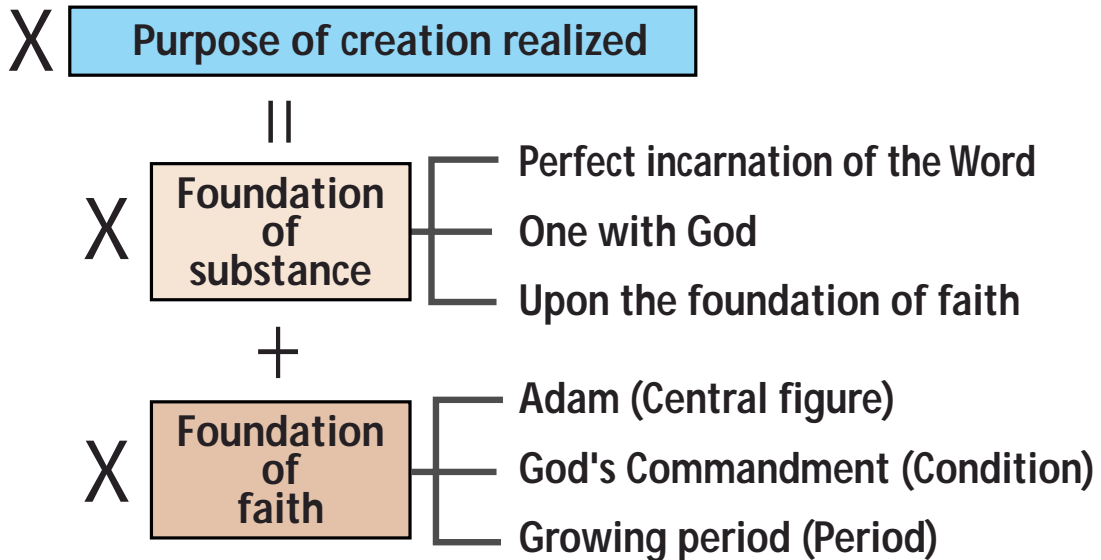 X Purpose of creation realized
=
Perfect incarnation of the Word
X Foundation
of
substance
One with God
Upon the foundation of faith
+
Adam (Central figure)
X Foundation
of
faith
God's Commandment (Condition)
Growing period (Period)